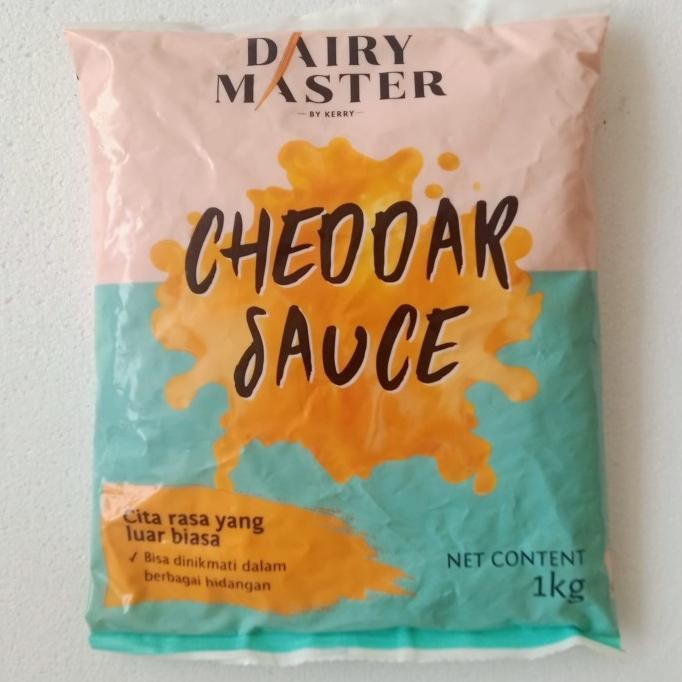 DAIRY
MASTER
BY KERRY
CHEDDAR
SAUCE
Cita rasa yang
luar biasa
✓ Bisa dinikmati dalam
berbagai hidangan
NET CONTENT
1kg